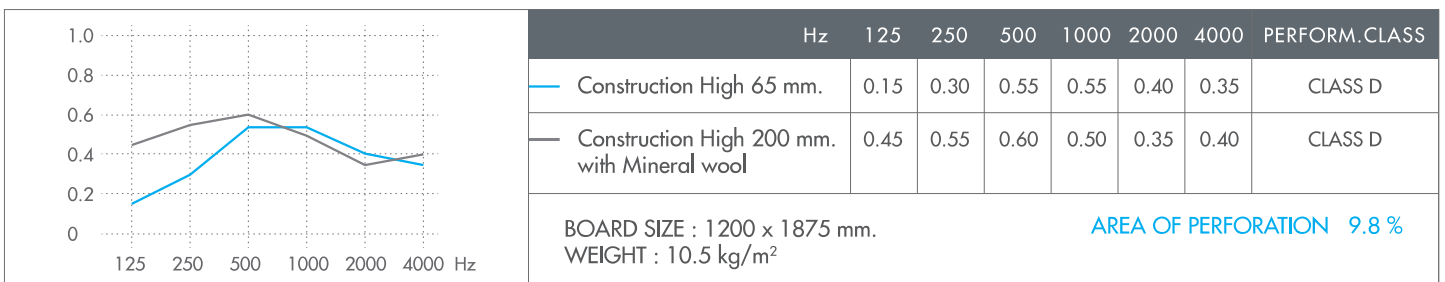 1.0
0.8
0.6
0.4
0.2
0
125 250 500 1000 2000 4000 Hz
Hz 125 250 500 1000 2000 4000 PERFORM.CLASS
Construction High 65 mm. 0.15 0.30 0.55 0.55 0.40 0.35 CLASS D
Construction High 200 mm. 0.45 0.55 0.60 0.50 0.35 0.40 CLASS D
with Mineral wool
BOARD SIZE : 1200 x 1875 mm. AREA OF PERFORATION 9.8 %
WEIGHT : 10.5 kg/m²